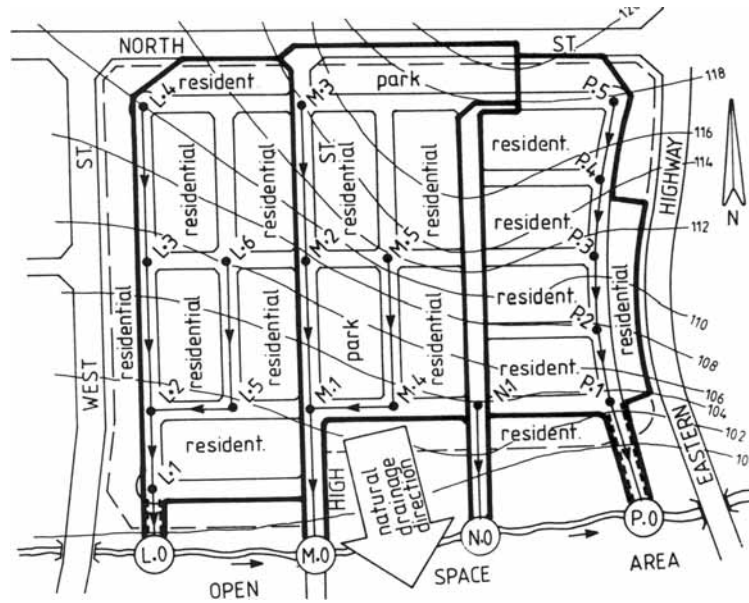 120
NORTH
ST.
118
resident.
park
L·4
M·3
P·5
116
114
N
ST.
ST.
HIGHWAY
residential
residential
residential
residential
resident.
P·4
resident.
112
L·3
L·6
M·2
M·5
P·3
resident.
110
residential
residential
residential
park
residential
P·2
residential
108
WEST
resident.
106
L·2
L·5
M·1
M·4
N·1
P·1
104
102
resident.
resident.
10
L·1
HIGH
natural
drainage
direction
EASTERN
L·0
M·0
N·0
P·0
OPEN
SPACE
AREA